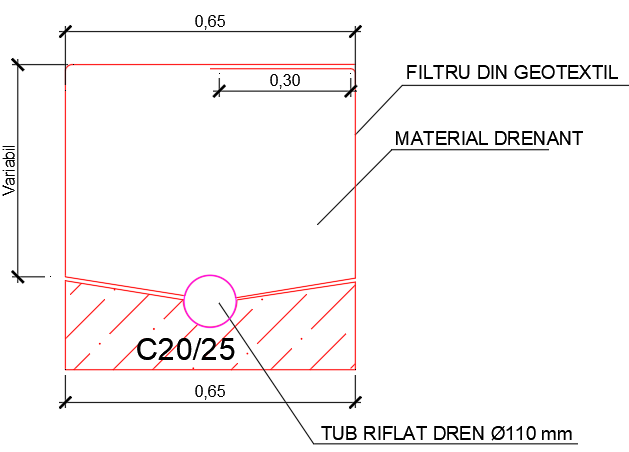 0,65
FILTRU DIN GEOTEXTIL
0,30
MATERIAL DRENANT
Variabil
C20/25
0,65
TUB RIFLAT DREN Ø110 mm